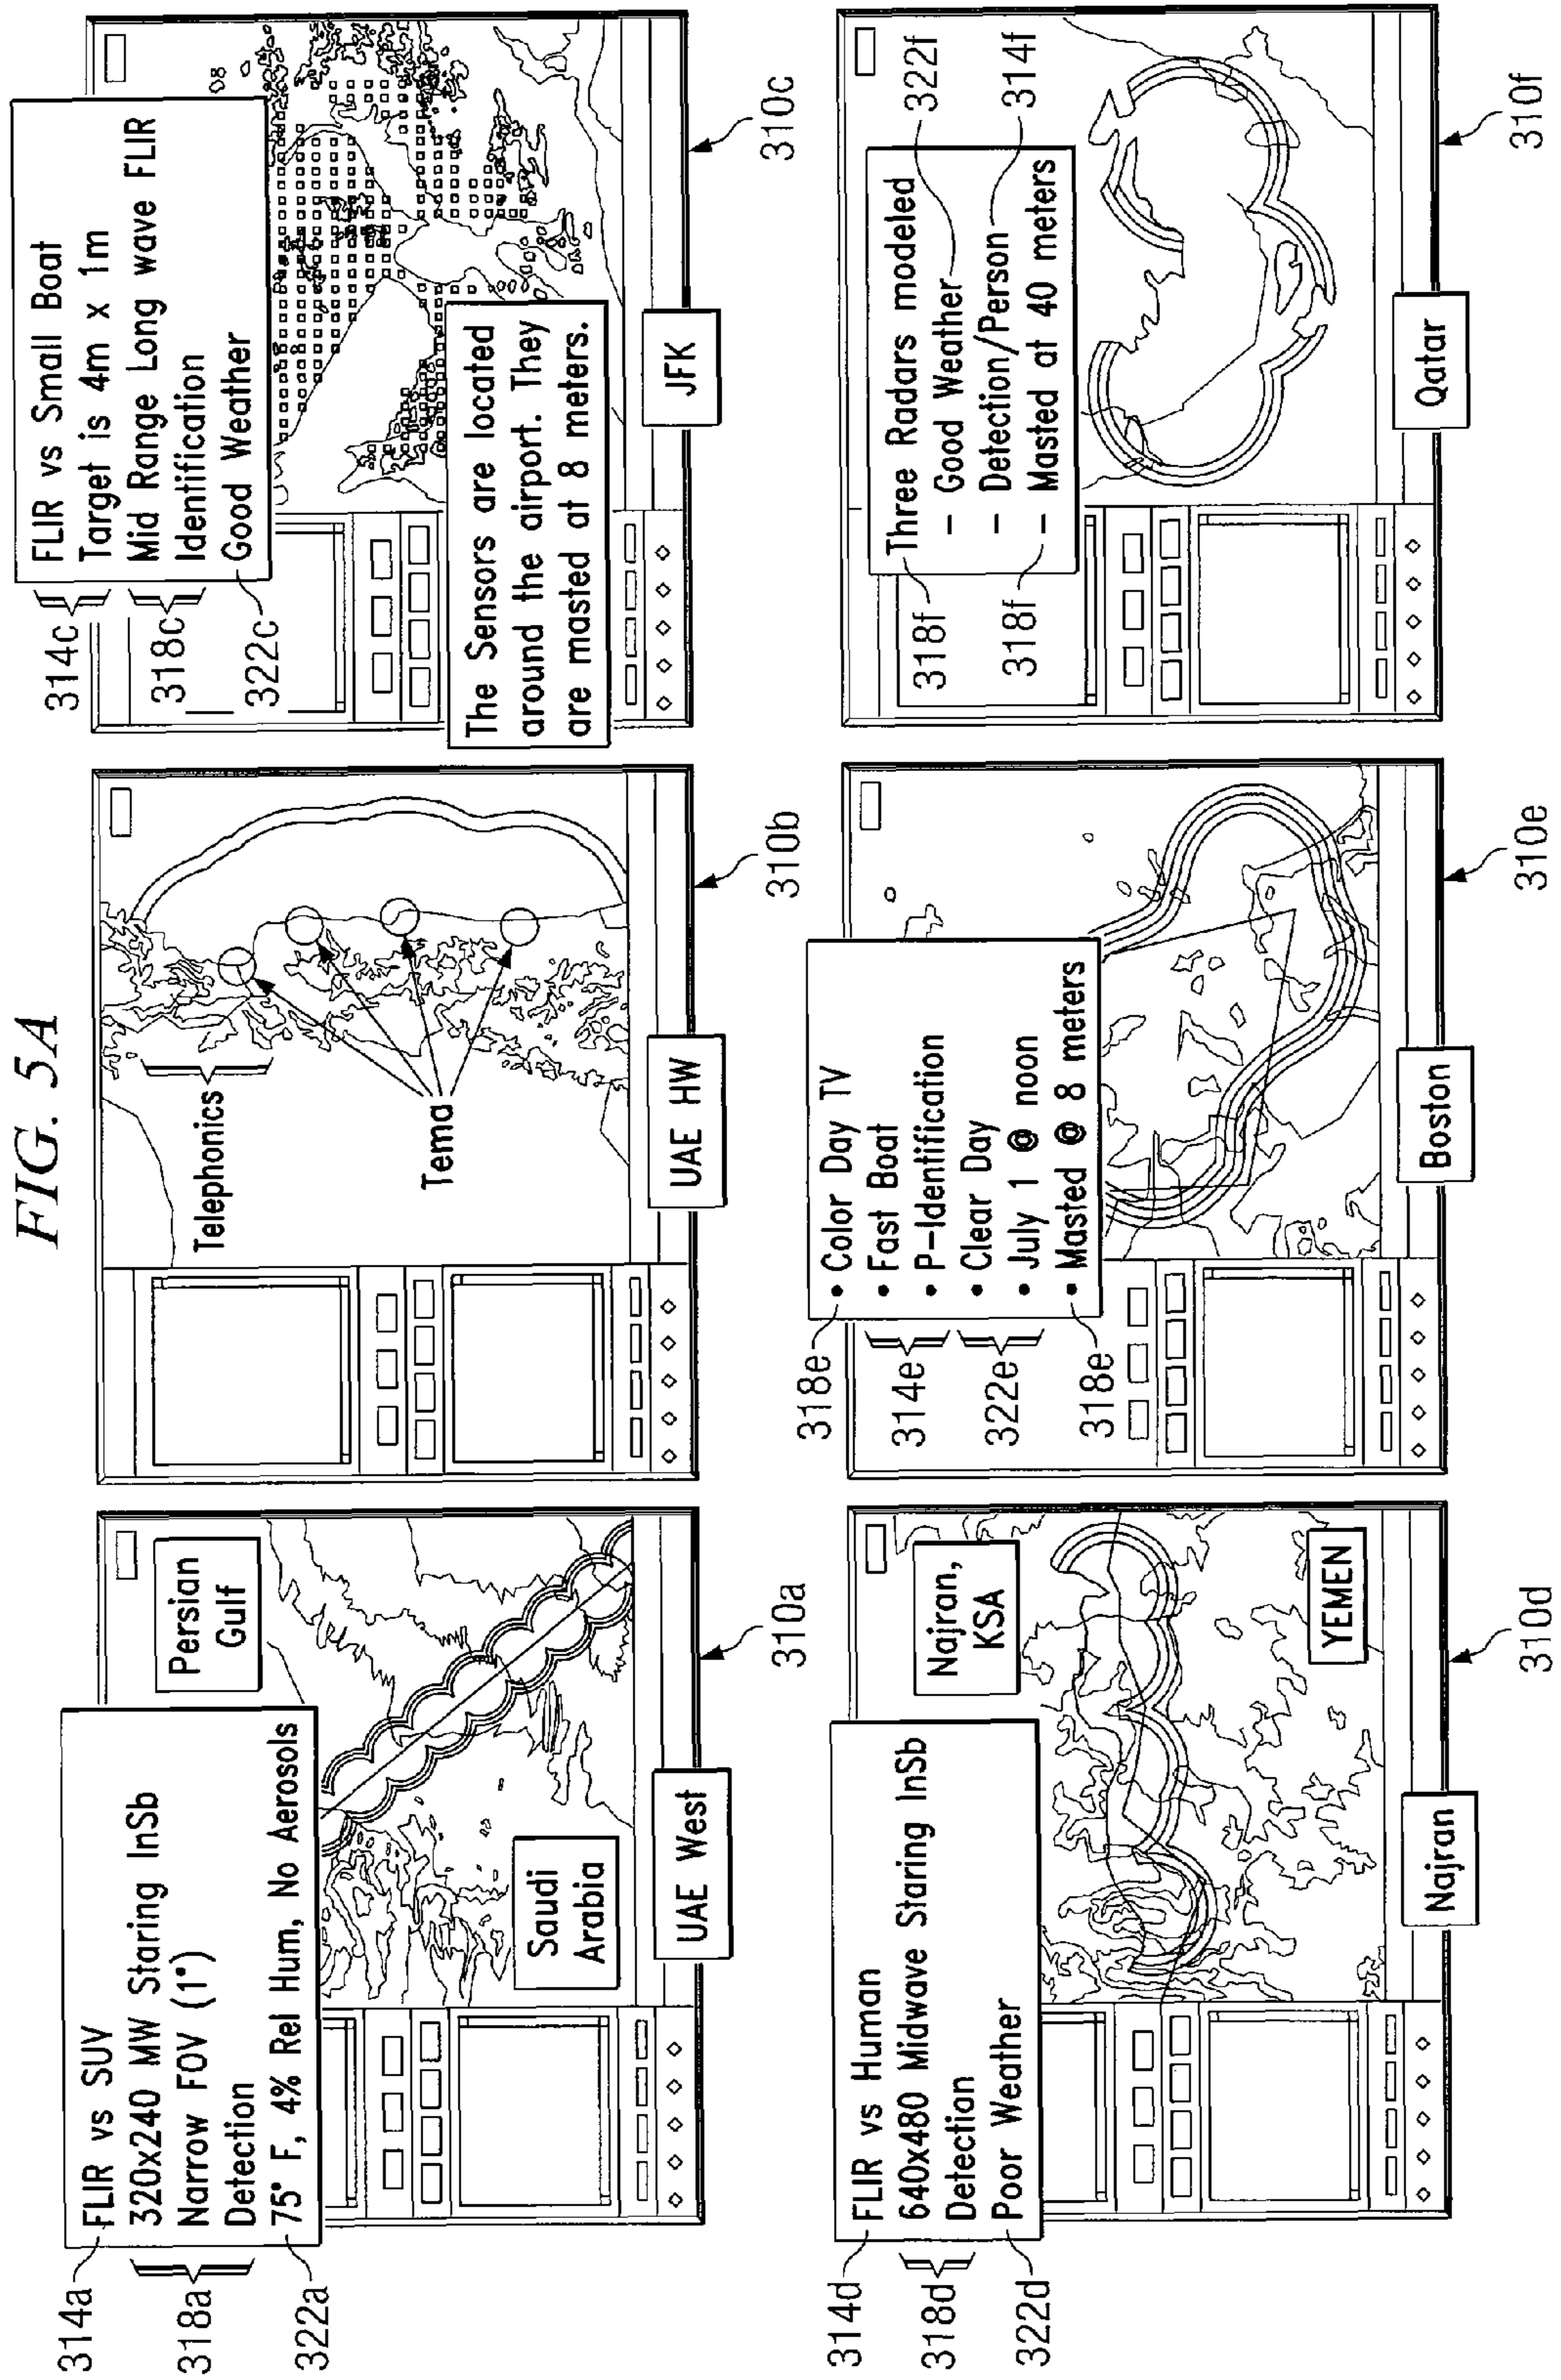 FIG. 5A
314a
318a
322a
FLIR vs SUV
320x240 MW Staring InSb
Narrow FOV (1°)
Detection
75° F, 4% Rel Hum, No Aerosols
Persian
Gulf
Saudi
Arabia
UAE West
310a
Telephonics
Tema
UAE HW
310b
314c
318c
322c
FLIR vs Small Boat
Target is 4m x 1m
Mid Range Long wave FLIR
Identification
Good Weather
The Sensors are located
around the airport. They
are masted at 8 meters.
JFK
310c
314d
318d
322d
FLIR vs Human
640x480 Midwave Staring InSb
Detection
Poor Weather
Najran,
KSA
YEMEN
Najran
310d
318e
314e
322e
318e
• Color Day TV
• Fast Boat
• P-Identification
• Clear Day
• July 1 @ noon
• Masted @ 8 meters
Boston
310e
318f
318f
Three Radars modeled
- Good Weather
- Detection/Person
- Masted at 40 meters
322f
314f
Qatar
310f